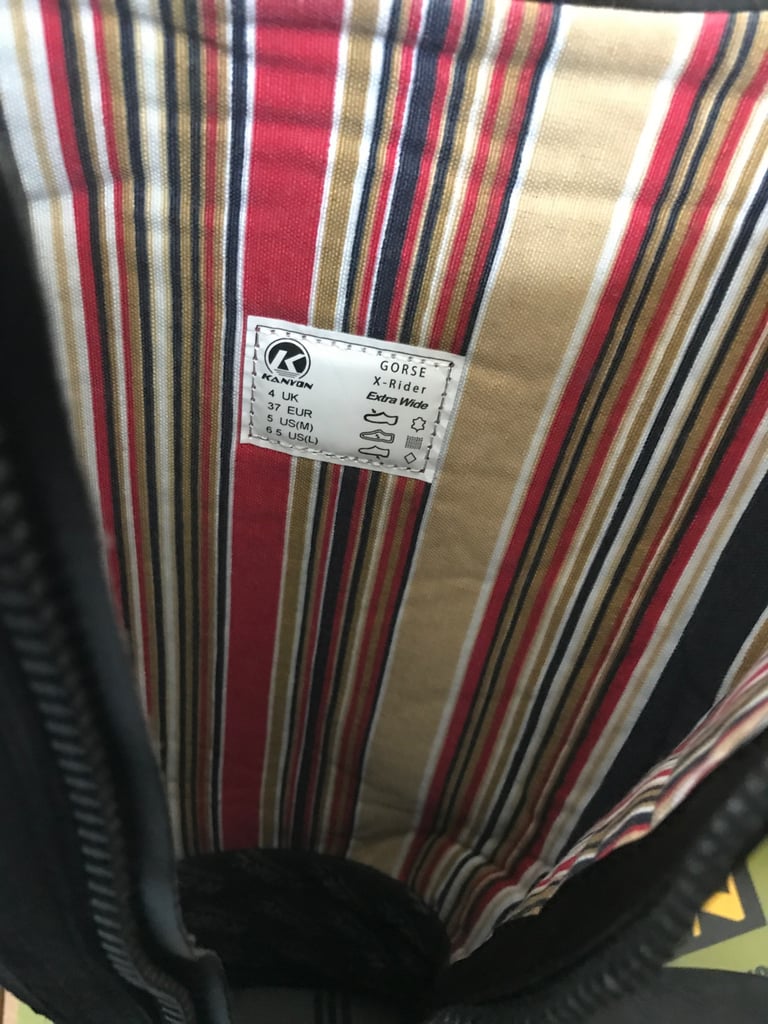 K
KANYON
4 UK
37 EUR
5 US(M)
6 5 US(L)
GORSE
X-Rider
Extra Wide